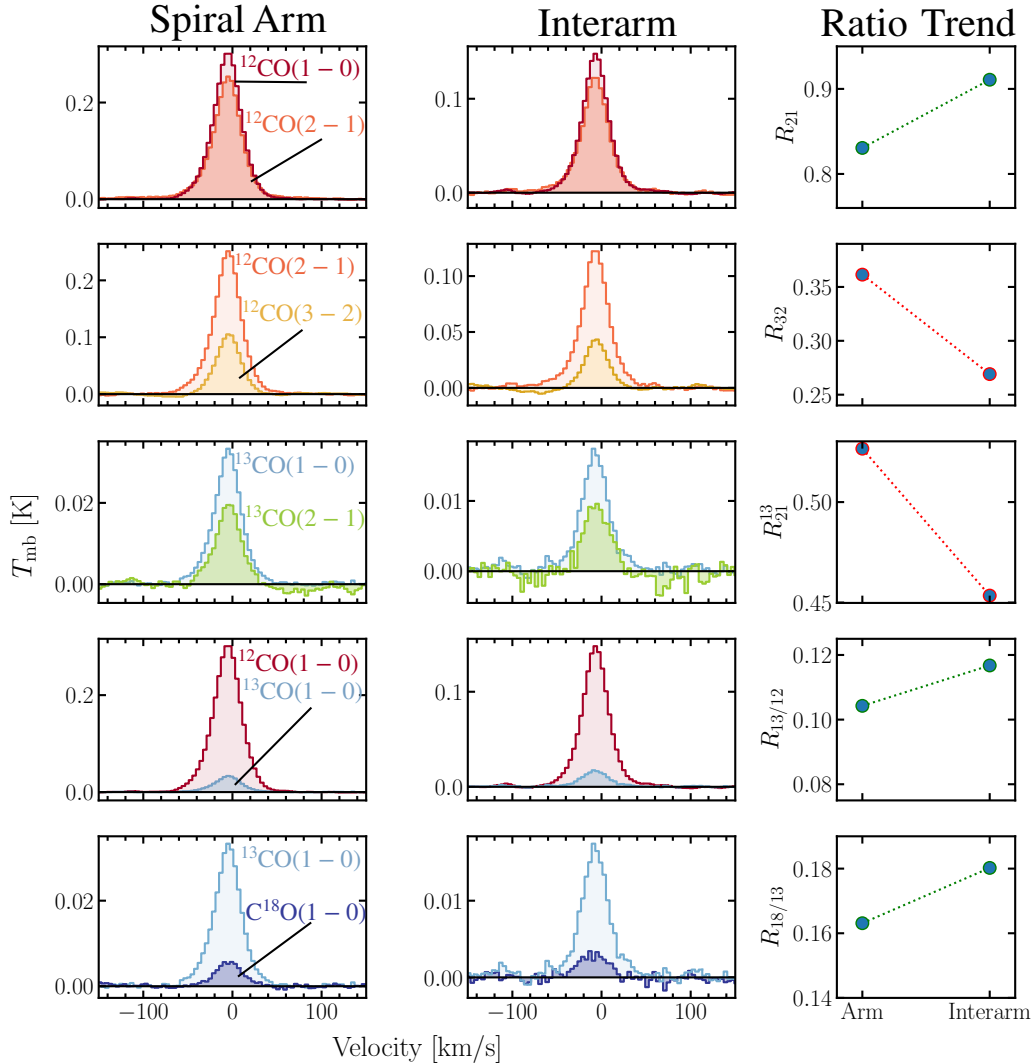 Spiral Arm Interarm Ratio Trend
¹²CO(1 − 0)
¹²CO(2 − 1)
0.2
0.0
0.1
0.0
R₂₁
0.9
0.8
¹²CO(2 − 1)
¹²CO(3 − 2)
0.2
0.1
0.0
0.10
0.05
0.00
R₃₂
0.35
0.30
0.25
T_mb [K]
¹³CO(1 − 0)
¹³CO(2 − 1)
0.02
0.00
0.01
0.00
R¹³₂₁
0.50
0.45
¹²CO(1 − 0)
¹³CO(1 − 0)
0.2
0.0
0.1
0.0
R₁₃/₁₂
0.12
0.10
0.08
¹³CO(1 − 0)
C¹⁸O(1 − 0)
0.02
0.00
0.01
0.00
R₁₈/₁₃
0.18
0.16
0.14
−100 0 100 −100 0 100 Arm Interarm
Velocity [km/s]